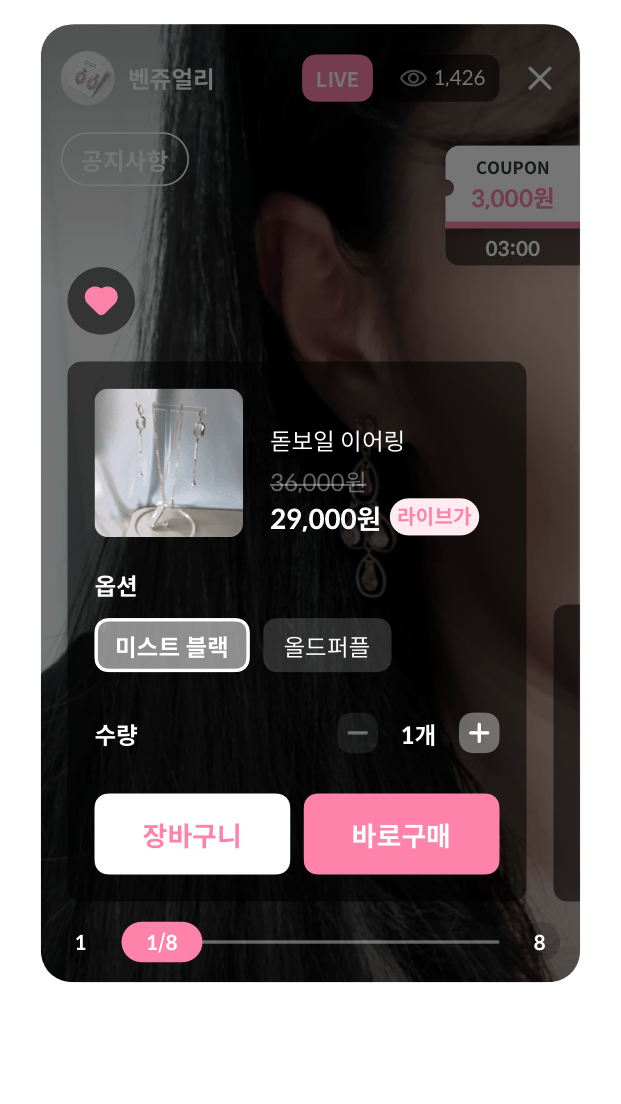 벤쥬얼리
LIVE
1,426
공지사항
COUPON
3,000원
03:00
돋보일 이어링
36,000원
29,000원
라이브가
옵션
미스트 블랙
올드퍼플
수량
1개
장바구니
바로구매
1
1/8
8